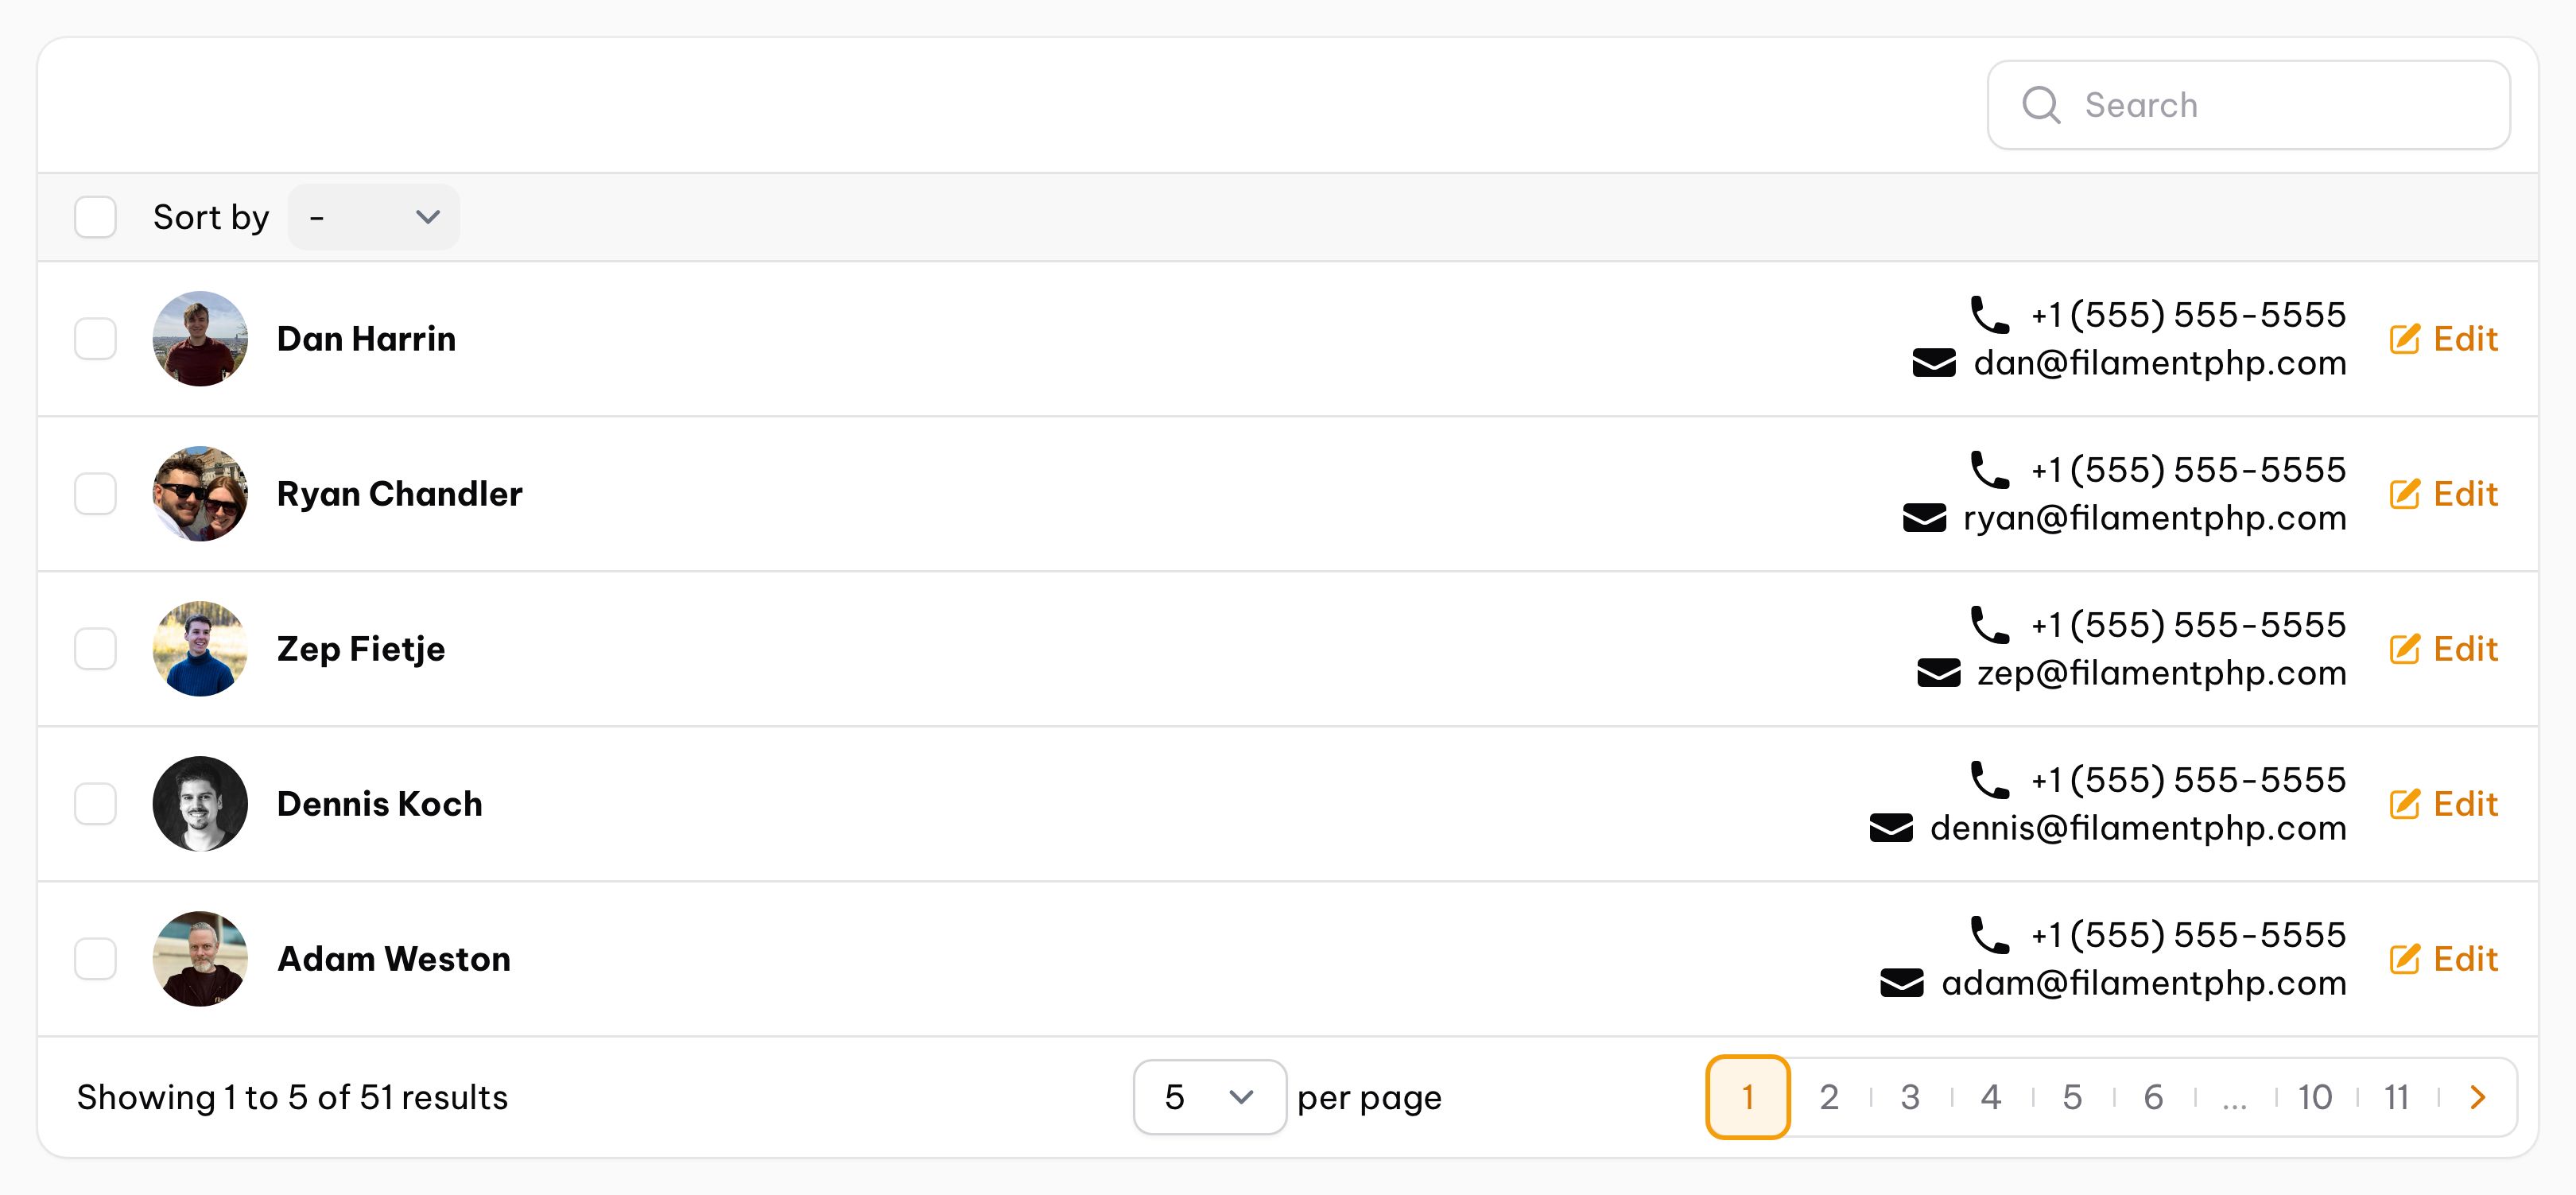 Search
Sort by -
Dan Harrin
+1 (555) 555-5555
dan@filamentphp.com
Edit
Ryan Chandler
+1 (555) 555-5555
ryan@filamentphp.com
Edit
Zep Fietje
+1 (555) 555-5555
zep@filamentphp.com
Edit
Dennis Koch
+1 (555) 555-5555
dennis@filamentphp.com
Edit
Adam Weston
+1 (555) 555-5555
adam@filamentphp.com
Edit
Showing 1 to 5 of 51 results 5 per page 1 2 3 4 5 6 ... 10 11